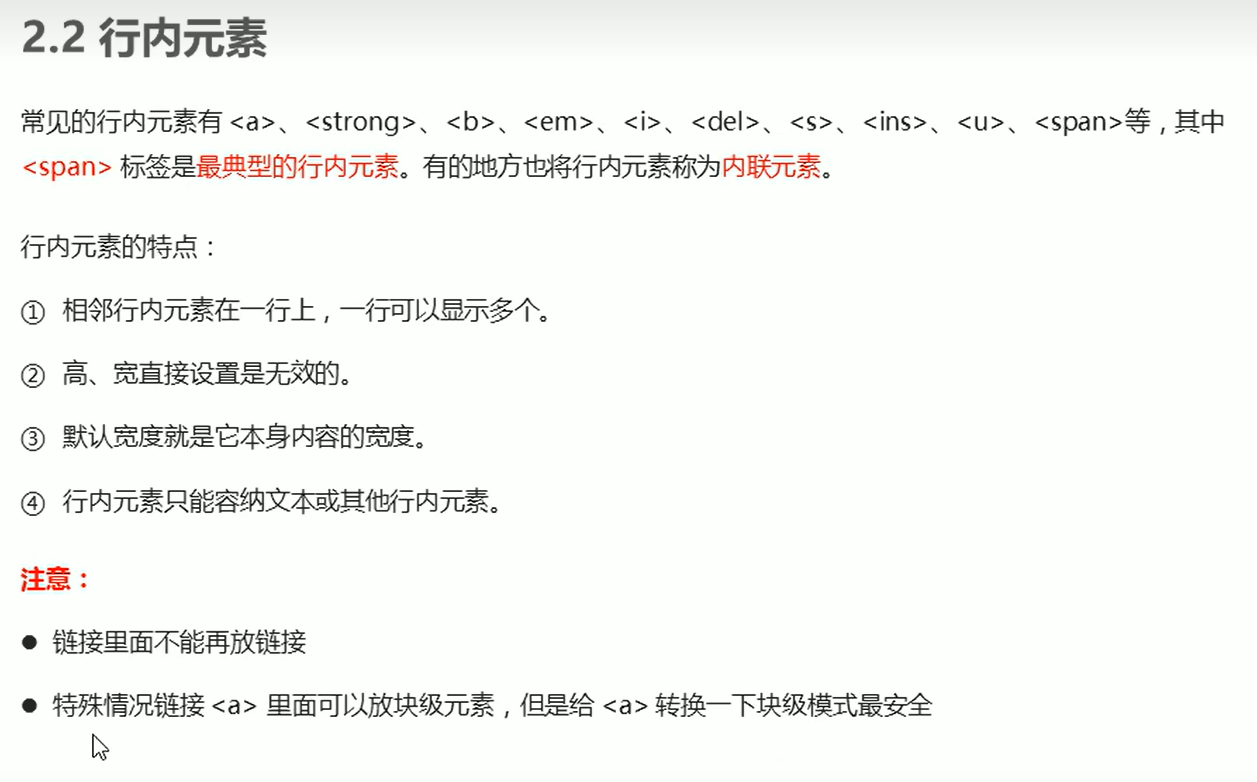 2.2 行内元素
常见的行内元素有 <a>、<strong>、<b>、<em>、<i>、<del>、<s>、<ins>、<u>、<span>等，其中
<span> 标签是最典型的行内元素。有的地方也将行内元素称为内联元素。
行内元素的特点：
① 相邻行内元素在一行上，一行可以显示多个。
② 高、宽直接设置是无效的。
③ 默认宽度就是它本身内容的宽度。
④ 行内元素只能容纳文本或其他行内元素。
注意：
● 链接里面不能再放链接
● 特殊情况链接 <a> 里面可以放块级元素，但是给 <a> 转换一下块级模式最安全